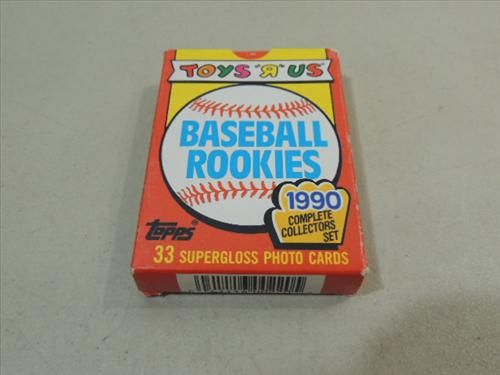 TOYS "R" US
BASEBALL
ROOKIES
1990
COMPLETE
COLLECTORS
SET
Topps
33 SUPERGLOSS PHOTO CARDS